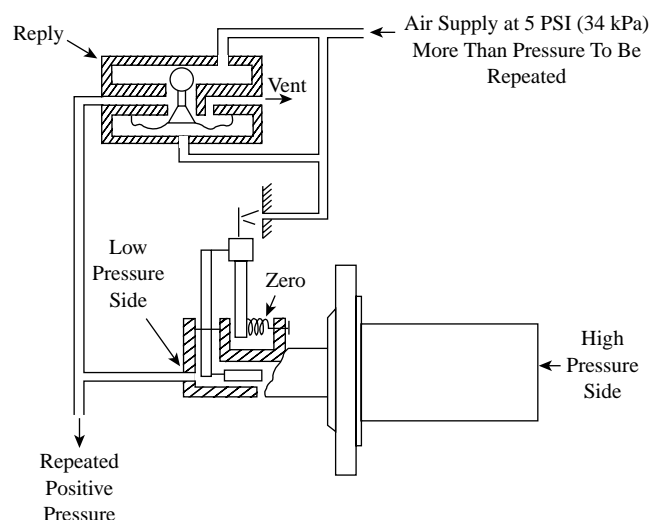 Reply
Air Supply at 5 PSI (34 kPa)
More Than Pressure To Be
Repeated
Vent
Low
Pressure
Side
Zero
High
Pressure
Side
Repeated
Positive
Pressure